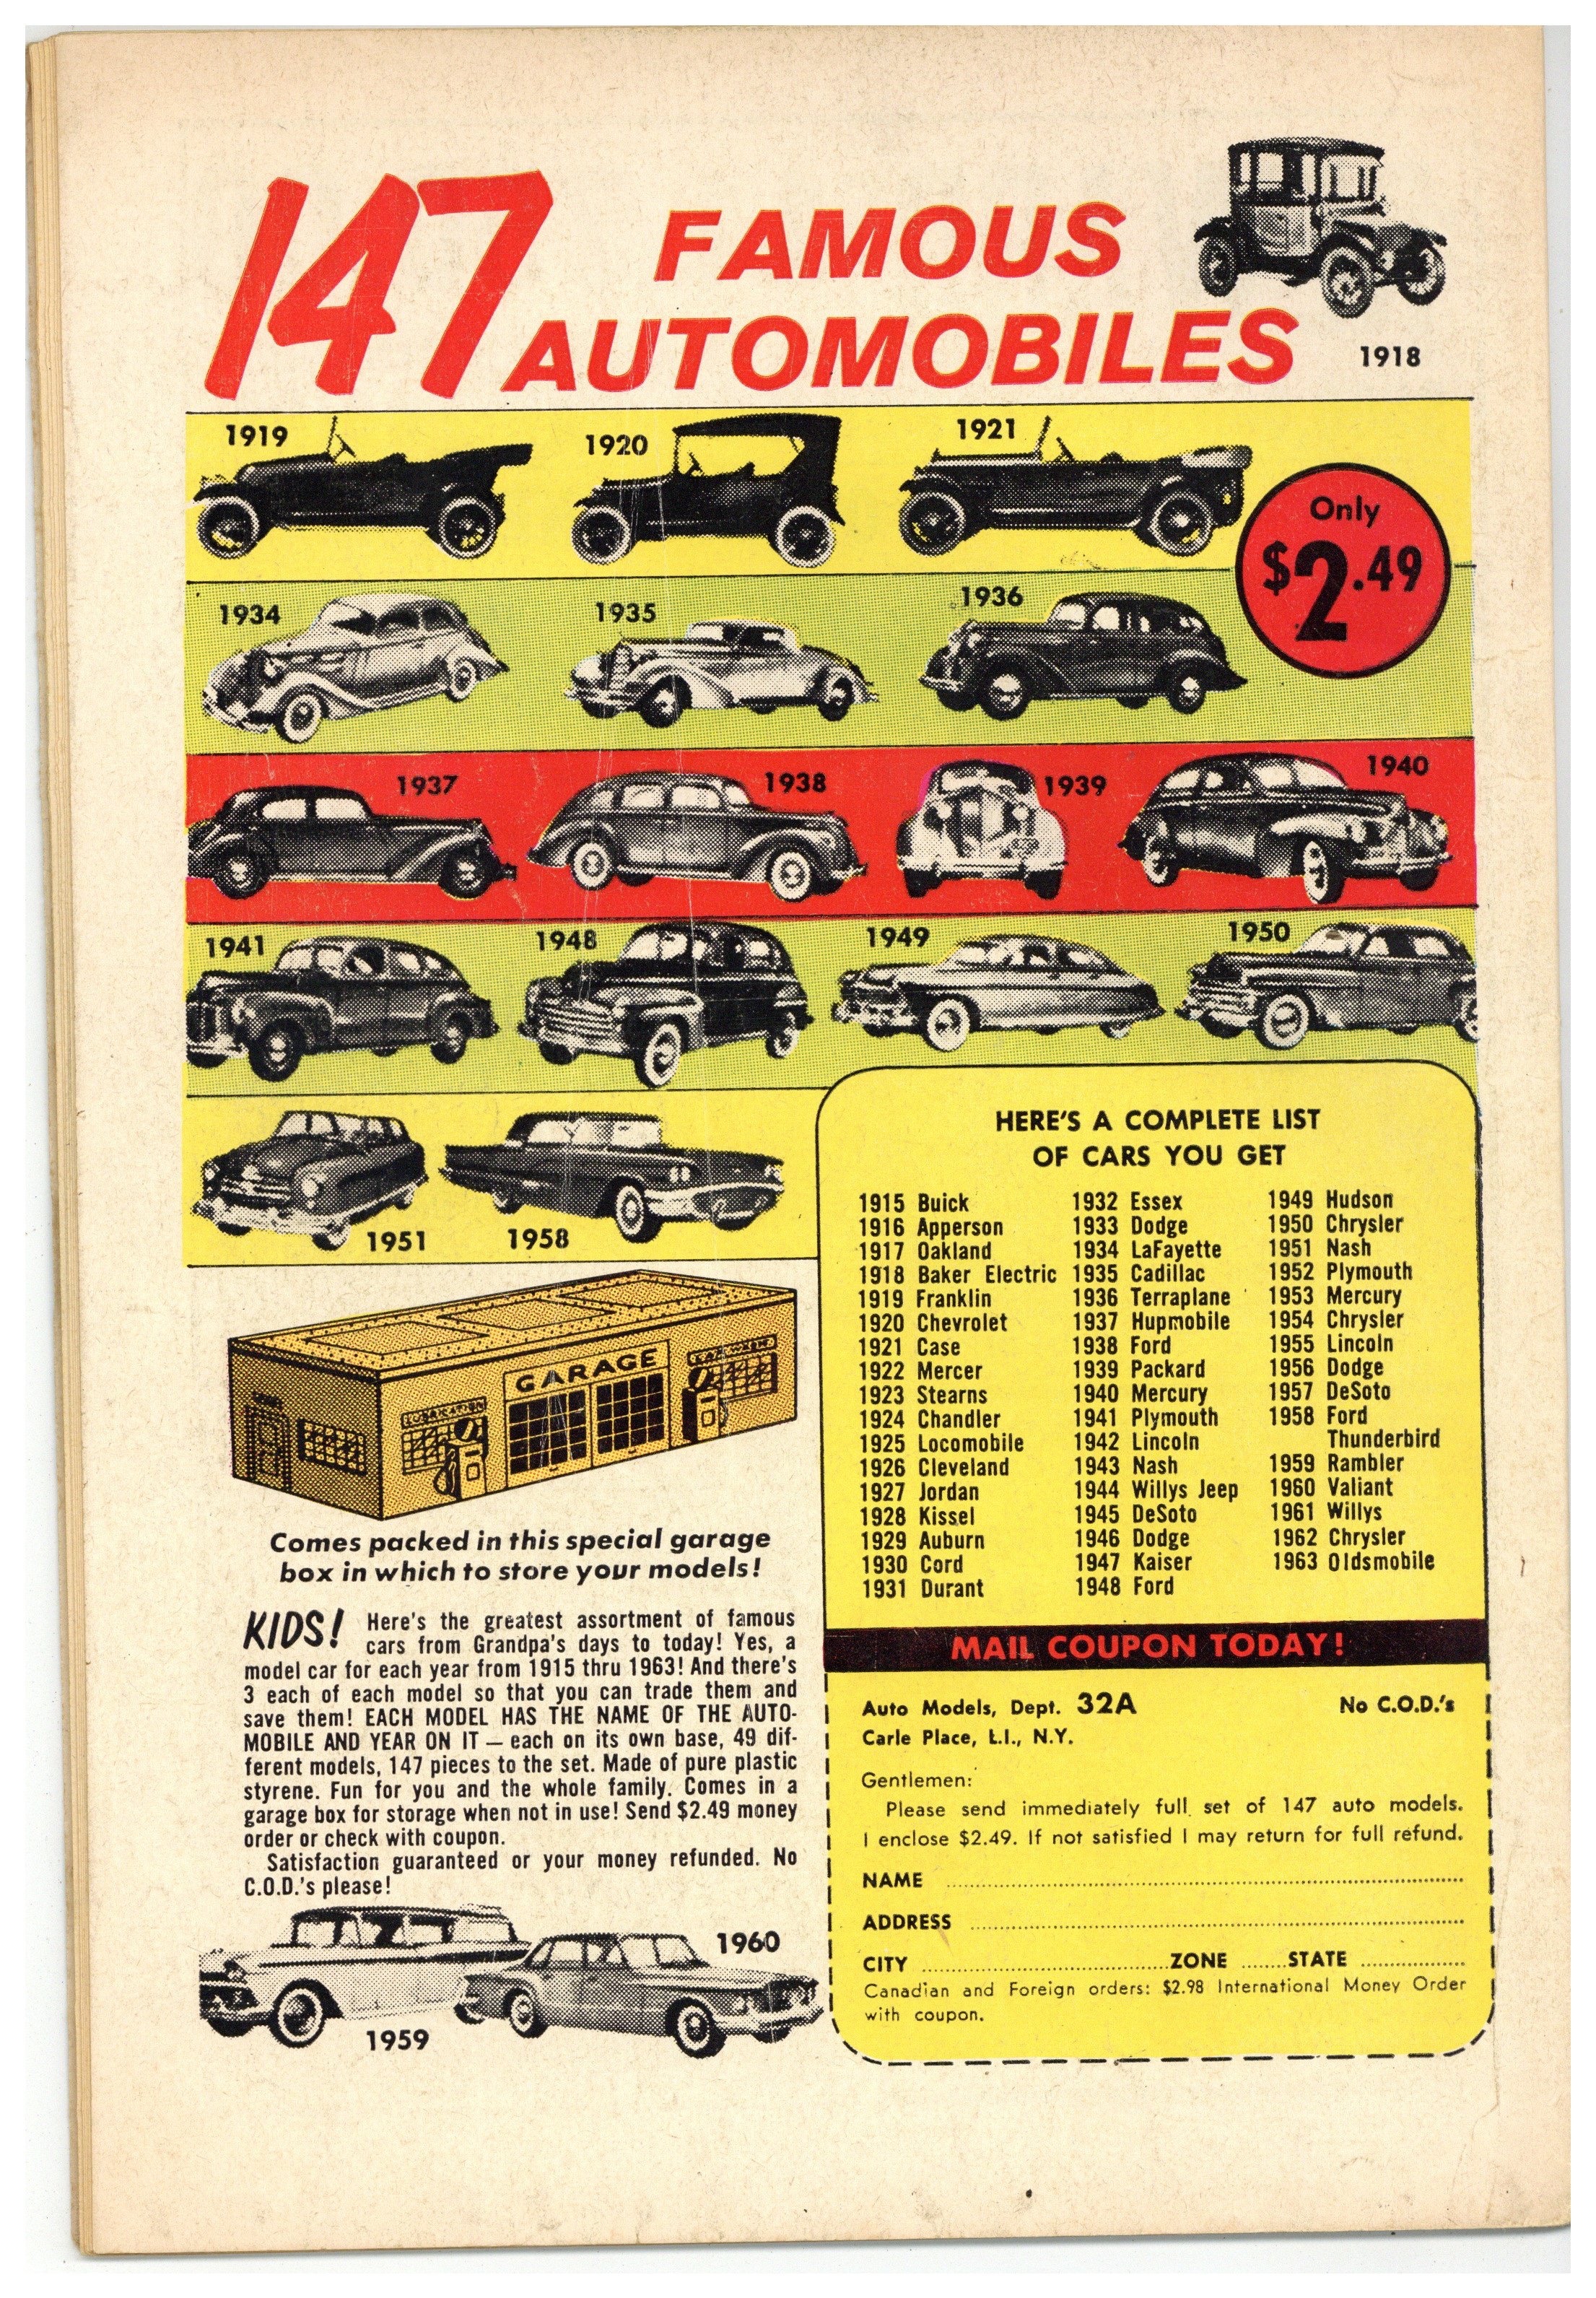 147 FAMOUS
AUTOMOBILES
1918
1919
1920
1921
Only
$2.49
1934
1935
1936
1937
1938
1939
1940
1941
1948
1949
1950
1951
1958
GARAGE
LUBRICATION
CAR WASH
Comes packed in this special garage
box in which to store your models!
KIDS! Here's the greatest assortment of famous
cars from Grandpa's days to today! Yes, a
model car for each year from 1915 thru 1963! And there's
3 each of each model so that you can trade them and
save them! EACH MODEL HAS THE NAME OF THE AUTO-
MOBILE AND YEAR ON IT — each on its own base, 49 dif-
ferent models, 147 pieces to the set. Made of pure plastic
styrene. Fun for you and the whole family. Comes in a
garage box for storage when not in use! Send $2.49 money
order or check with coupon.
Satisfaction guaranteed or your money refunded. No
C.O.D.'s please!
1959
1960
HERE'S A COMPLETE LIST
OF CARS YOU GET
1915 Buick
1916 Apperson
1917 Oakland
1918 Baker Electric
1919 Franklin
1920 Chevrolet
1921 Case
1922 Mercer
1923 Stearns
1924 Chandler
1925 Locomobile
1926 Cleveland
1927 Jordan
1928 Kissel
1929 Auburn
1930 Cord
1931 Durant
1932 Essex
1933 Dodge
1934 LaFayette
1935 Cadillac
1936 Terraplane
1937 Hupmobile
1938 Ford
1939 Packard
1940 Mercury
1941 Plymouth
1942 Lincoln
1943 Nash
1944 Willys Jeep
1945 DeSoto
1946 Dodge
1947 Kaiser
1948 Ford
1949 Hudson
1950 Chrysler
1951 Nash
1952 Plymouth
1953 Mercury
1954 Chrysler
1955 Lincoln
1956 Dodge
1957 DeSoto
1958 Ford
Thunderbird
1959 Rambler
1960 Valiant
1961 Willys
1962 Chrysler
1963 Oldsmobile
MAIL COUPON TODAY!
Auto Models, Dept. 32A No C.O.D.'s
Carle Place, L.I., N.Y.
Gentlemen:
Please send immediately full set of 147 auto models.
I enclose $2.49. If not satisfied I may return for full refund.
NAME
ADDRESS
CITY ZONE STATE
Canadian and Foreign orders: $2.98 International Money Order
with coupon.